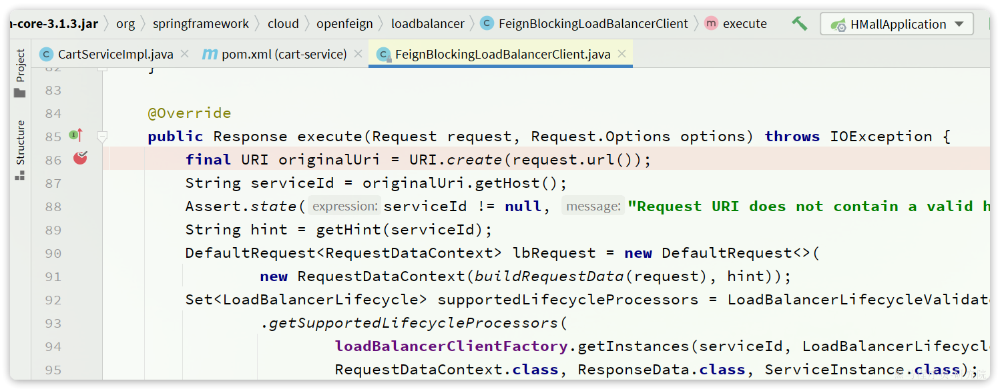 -core-3.1.3.jar org springframework cloud openfeign loadbalancer C FeignBlockingLoadBalancerClient m execute HMallApplication
Project
Structure
C CartServiceImpl.java m pom.xml (cart-service) C FeignBlockingLoadBalancerClient.java
82 }
83
84 @Override
85 public Response execute(Request request, Request.Options options) throws IOException {
86 final URI originalUri = URI.create(request.url());
87 String serviceId = originalUri.getHost();
88 Assert.state( expression: serviceId != null, message: "Request URI does not contain a valid h
89 String hint = getHint(serviceId);
90 DefaultRequest<RequestDataContext> lbRequest = new DefaultRequest<>(
91 new RequestDataContext(buildRequestData(request), hint));
92 Set<LoadBalancerLifecycle> supportedLifecycleProcessors = LoadBalancerLifecycleValidat
93 .getSupportedLifecycleProcessors(
94 loadBalancerClientFactory.getInstances(serviceId, LoadBalancerLifecycl
95 RequestDataContext.class, ResponseData.class, ServiceInstance.class);